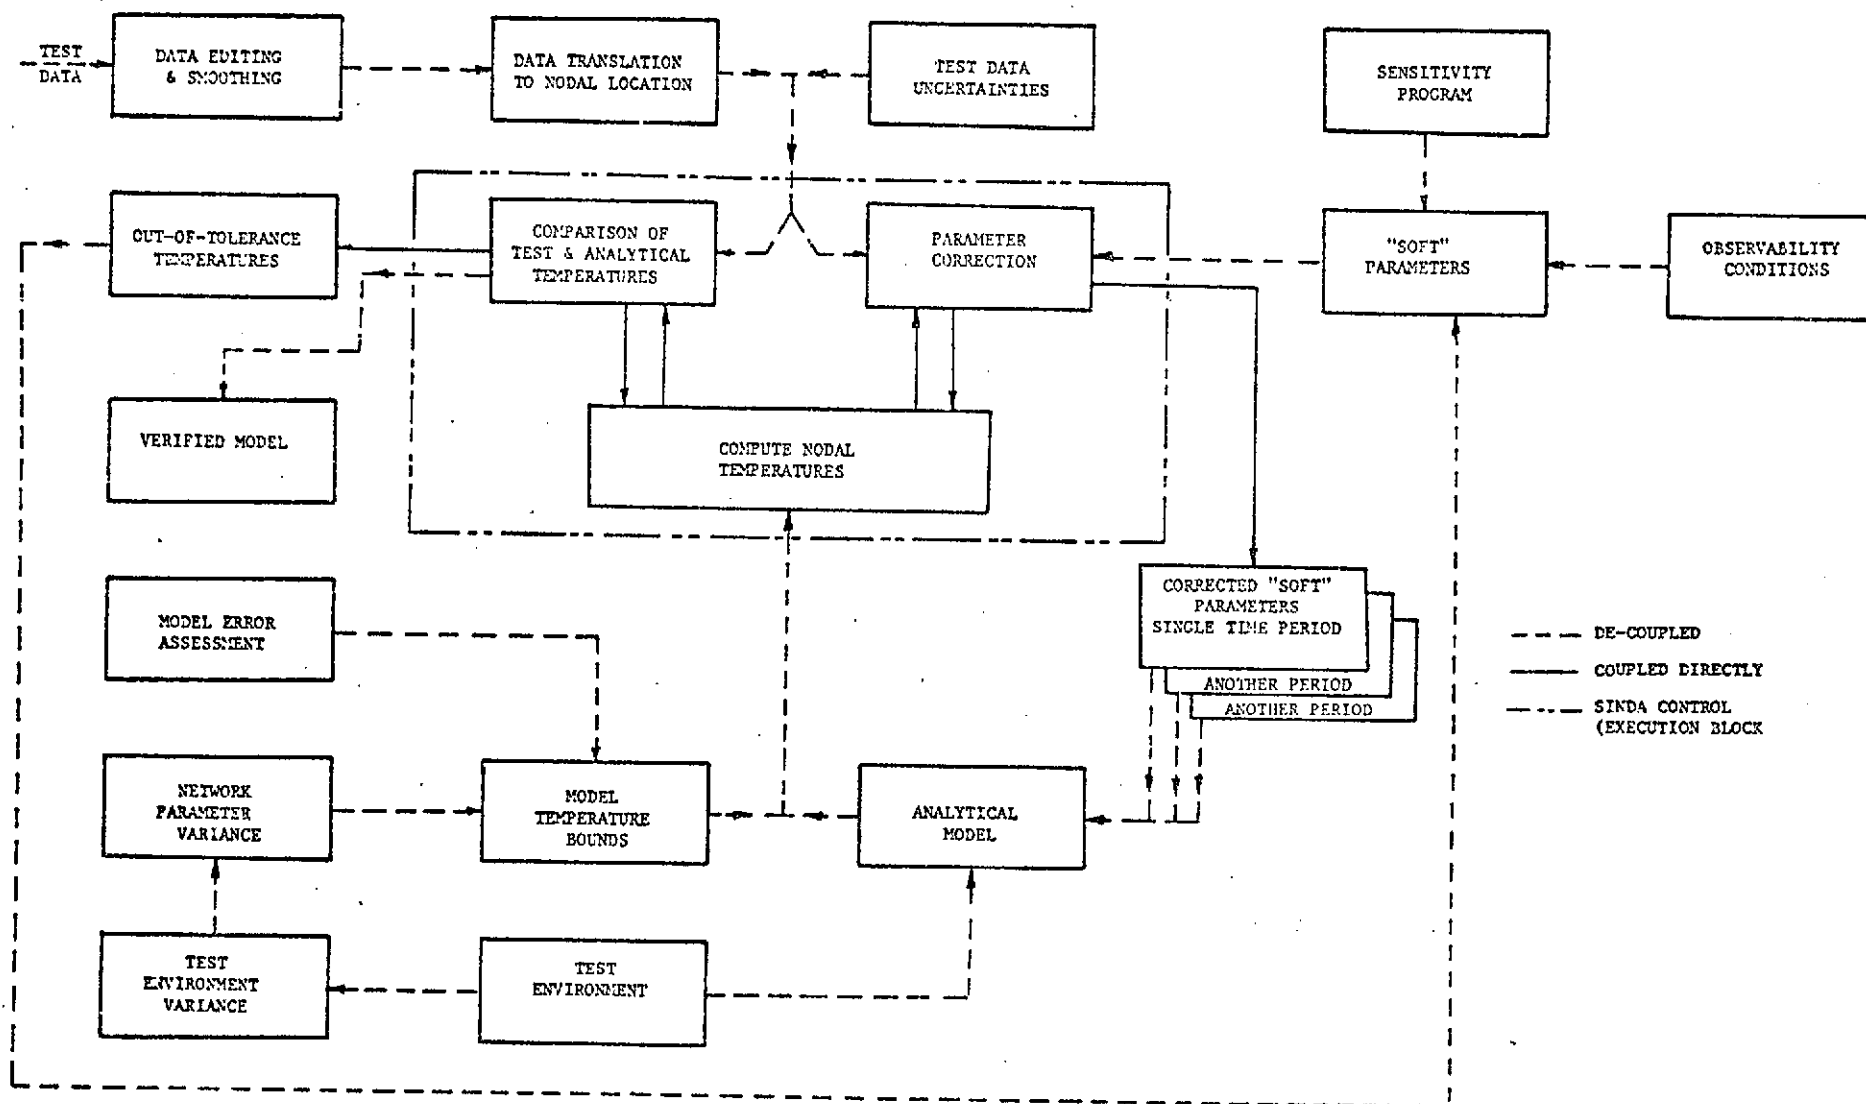 TEST
DATA
DATA EDITING
& SMOOTHING
DATA TRANSLATION
TO NODAL LOCATION
TEST DATA
UNCERTAINTIES
SENSITIVITY
PROGRAM
OUT-OF-TOLERANCE
TEMPERATURES
COMPARISON OF
TEST & ANALYTICAL
TEMPERATURES
PARAMETER
CORRECTION
"SOFT"
PARAMETERS
OBSERVABILITY
CONDITIONS
VERIFIED MODEL
COMPUTE NODAL
TEMPERATURES
MODEL ERROR
ASSESSMENT
CORRECTED "SOFT"
PARAMETERS
SINGLE TIME PERIOD
ANOTHER PERIOD
ANOTHER PERIOD
DE-COUPLED
COUPLED DIRECTLY
SINDA CONTROL
(EXECUTION BLOCK
NETWORK
PARAMETER
VARIANCE
MODEL
TEMPERATURE
BOUNDS
ANALYTICAL
MODEL
TEST
ENVIRONMENT
VARIANCE
TEST
ENVIRONMENT